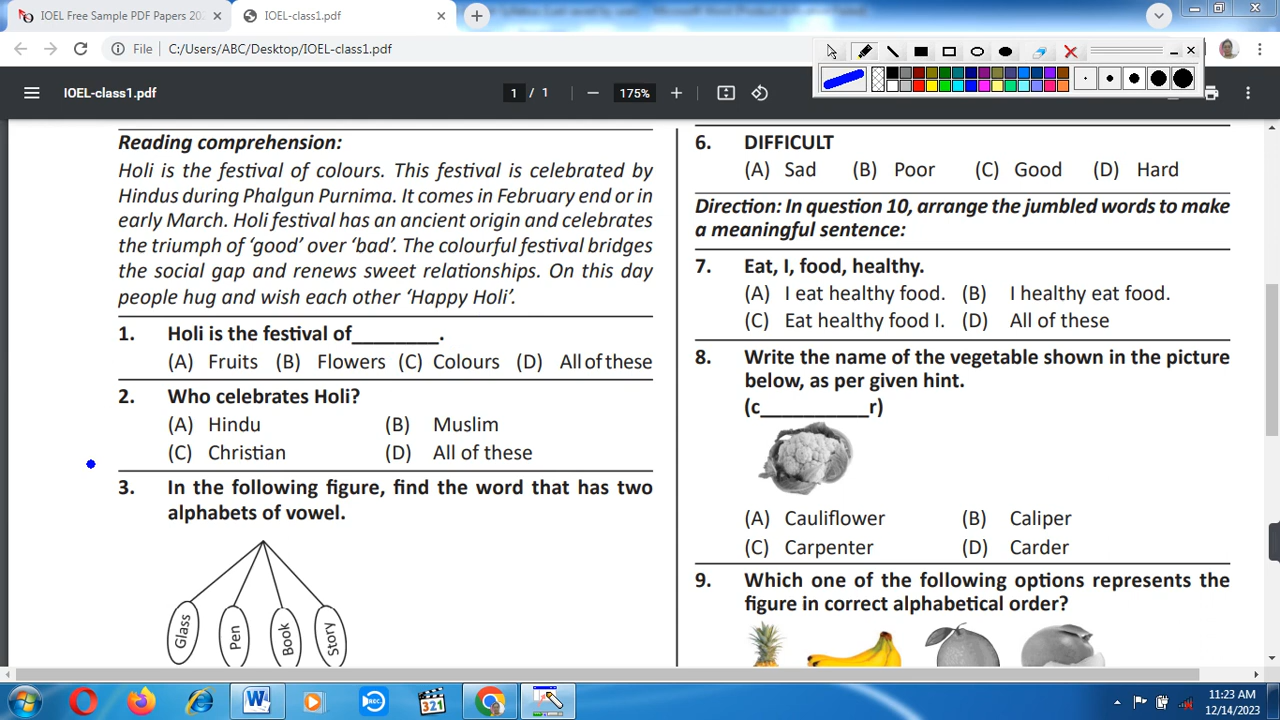 IOEL Free Sample PDF Papers 202
IOEL-class1.pdf
File C:/Users/ABC/Desktop/IOEL-class1.pdf
IOEL-class1.pdf
1 / 1
175%
Reading comprehension:
Holi is the festival of colours. This festival is celebrated by
Hindus during Phalgun Purnima. It comes in February end or in
early March. Holi festival has an ancient origin and celebrates
the triumph of ‘good’ over ‘bad’. The colourful festival bridges
the social gap and renews sweet relationships. On this day
people hug and wish each other ‘Happy Holi’.
1. Holi is the festival of________.
(A) Fruits (B) Flowers (C) Colours (D) All of these
2. Who celebrates Holi?
(A) Hindu (B) Muslim
(C) Christian (D) All of these
3. In the following figure, find the word that has two
alphabets of vowel.
Glass
Pen
Book
Story
6. DIFFICULT
(A) Sad (B) Poor (C) Good (D) Hard
Direction: In question 10, arrange the jumbled words to make
a meaningful sentence:
7. Eat, I, food, healthy.
(A) I eat healthy food. (B) I healthy eat food.
(C) Eat healthy food I. (D) All of these
8. Write the name of the vegetable shown in the picture
below, as per given hint.
(c__________r)
(A) Cauliflower (B) Caliper
(C) Carpenter (D) Carder
9. Which one of the following options represents the
figure in correct alphabetical order?
REC
321
11:23 AM
12/14/2023